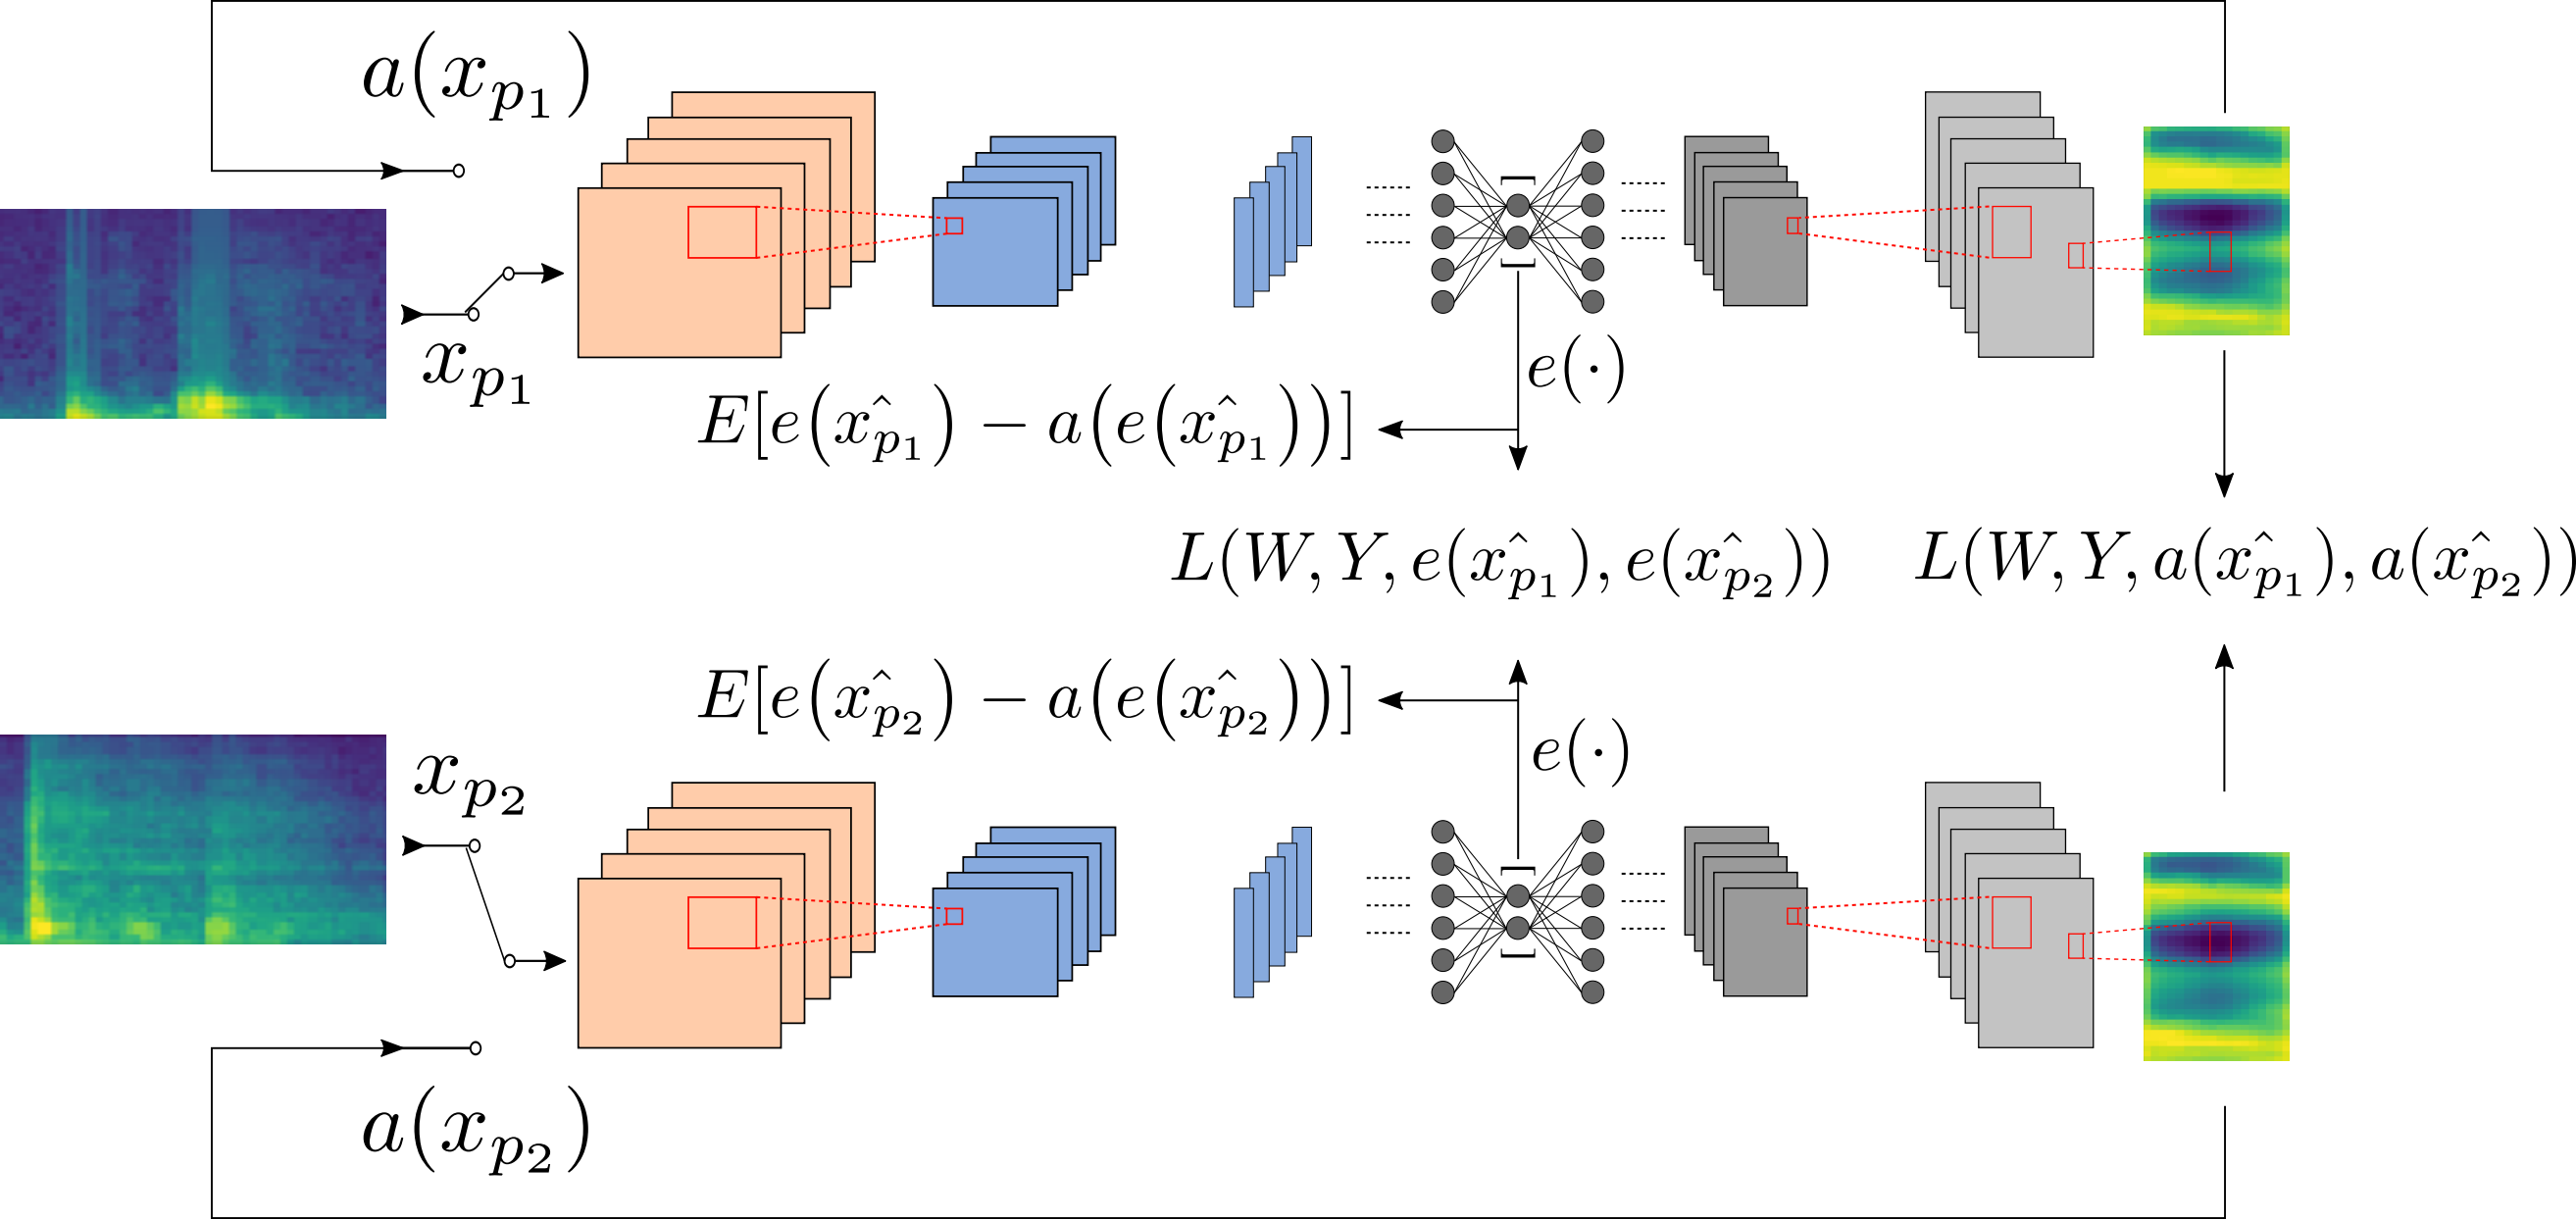 a(x_{p_1})
x_{p_1}
e(·)
E[e(\hat{x_{p_1}}) − a(e(\hat{x_{p_1}}))]
L(W, Y, e(\hat{x_{p_1}}), e(\hat{x_{p_2}}))
L(W, Y, a(\hat{x_{p_1}}), a(\hat{x_{p_2}}))
E[e(\hat{x_{p_2}}) − a(e(\hat{x_{p_2}}))]
e(·)
x_{p_2}
a(x_{p_2})